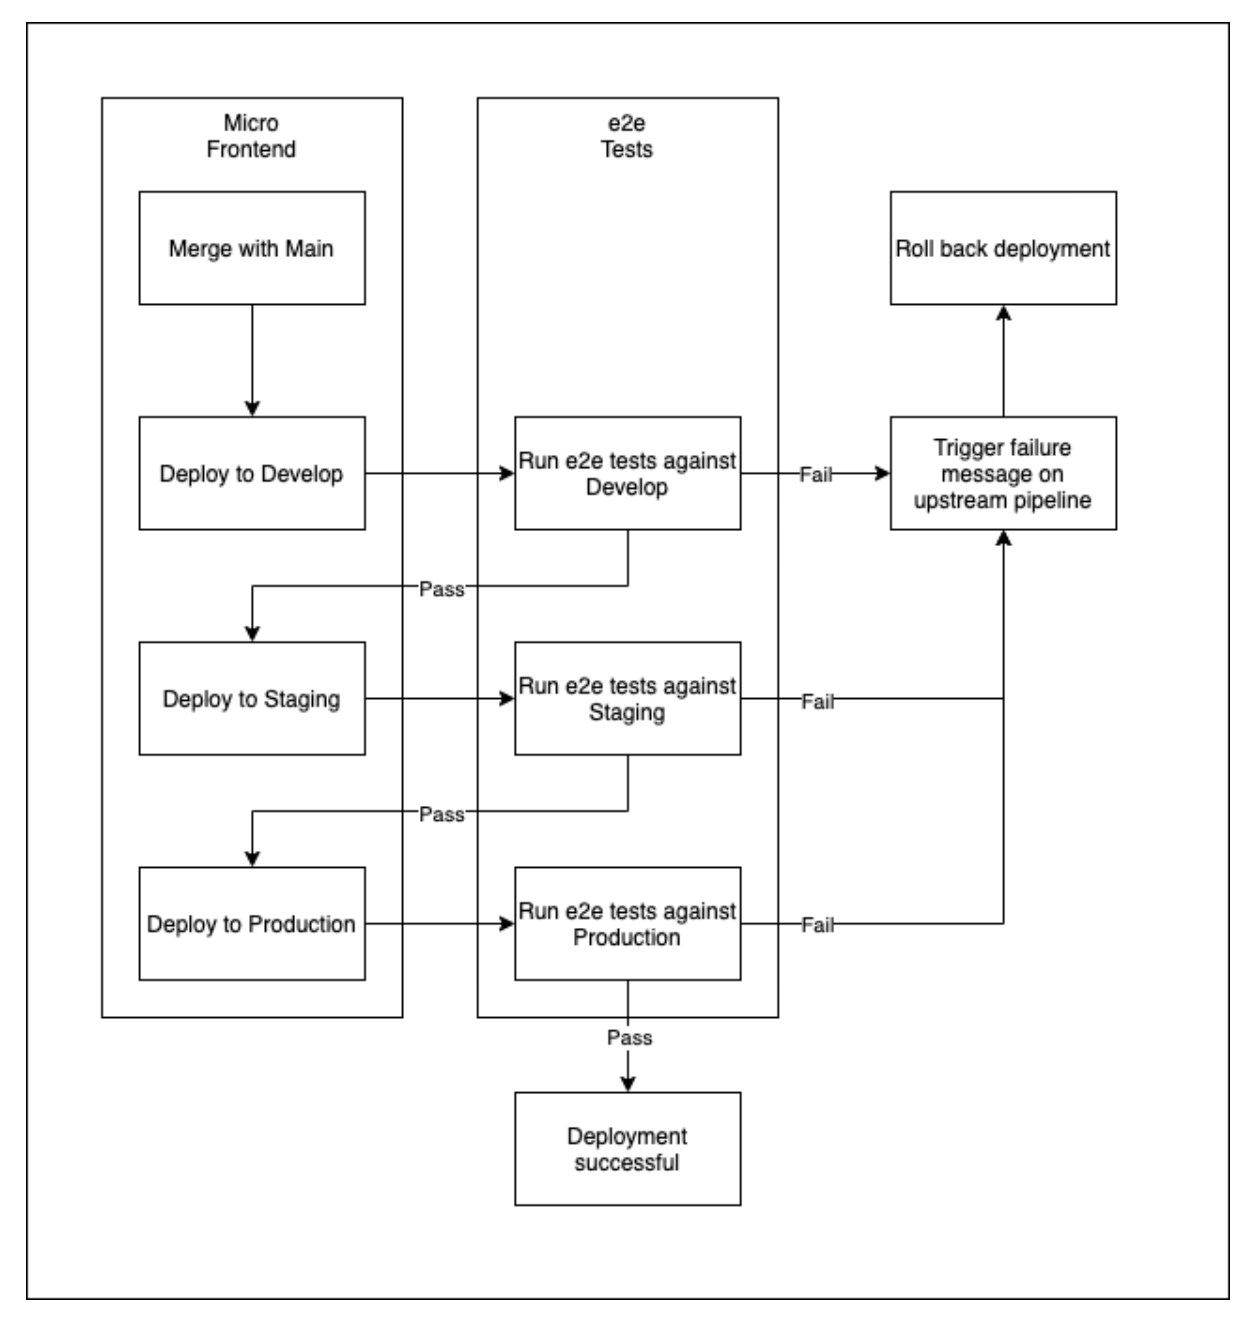 Micro
Frontend
e2e
Tests
Merge with Main
Roll back deployment
Deploy to Develop
Run e2e tests against
Develop
Fail
Trigger failure
message on
upstream pipeline
Pass
Deploy to Staging
Run e2e tests against
Staging
Fail
Pass
Deploy to Production
Run e2e tests against
Production
Fail
Pass
Deployment
successful